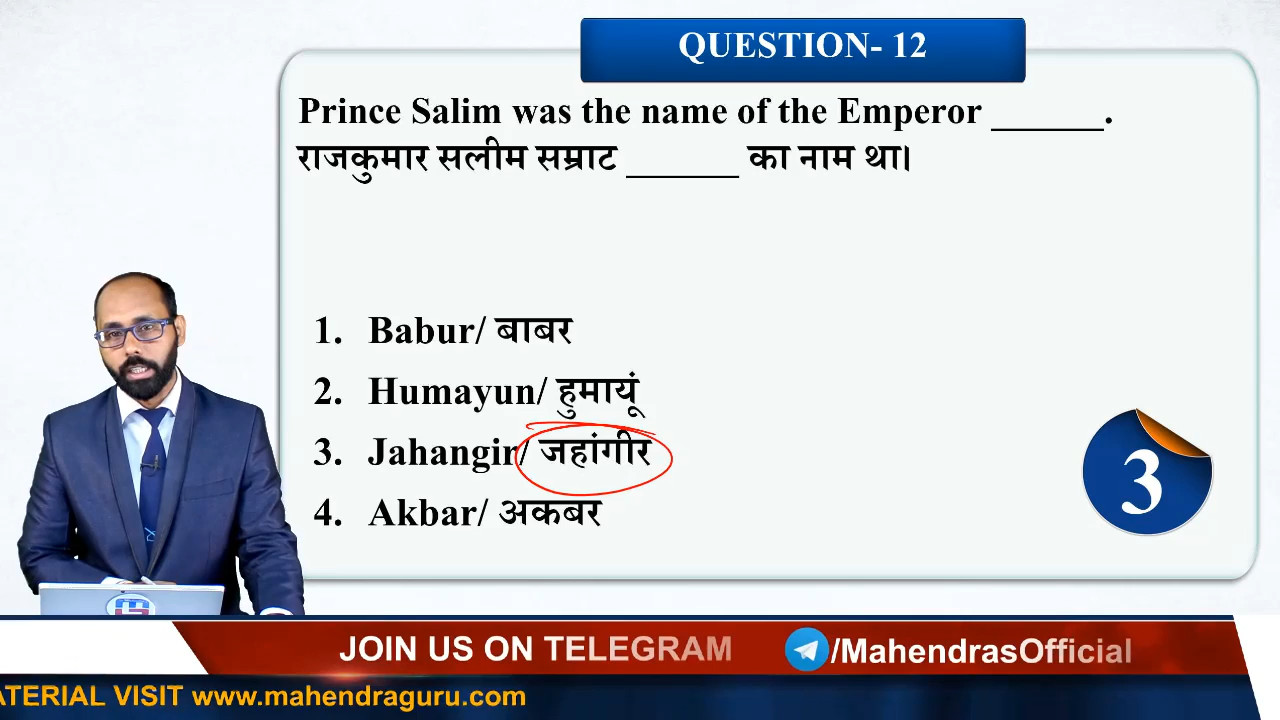 QUESTION- 12
Prince Salim was the name of the Emperor ______.
राजकुमार सलीम सम्राट ______ का नाम था।
1. Babur/ बाबर
2. Humayun/ हुमायूं
3. Jahangir/ जहांगीर
4. Akbar/ अकबर
3
JOIN US ON TELEGRAM /MahendrasOfficial
ATERIAL VISIT www.mahendraguru.com